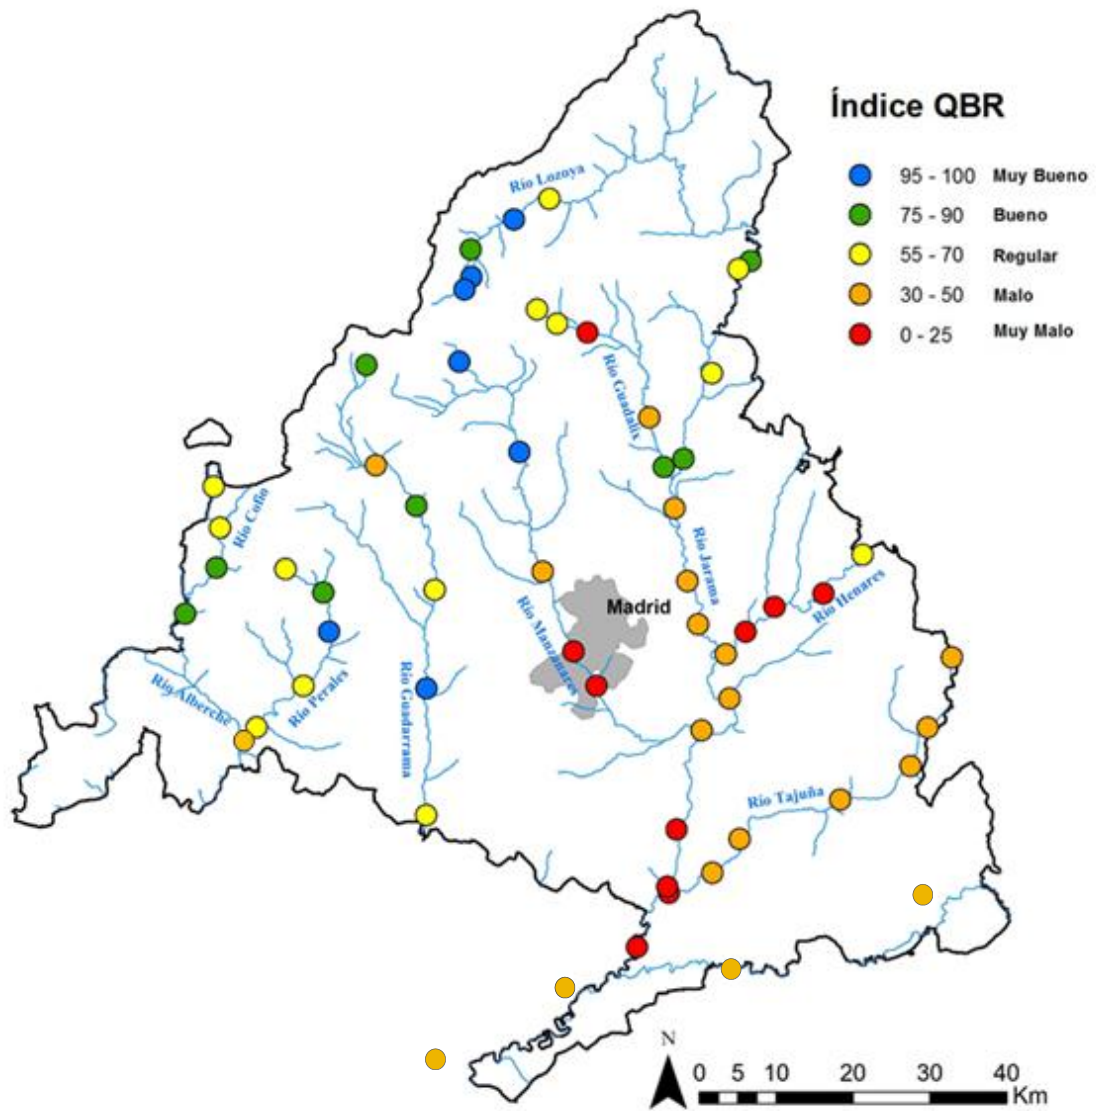 Índice QBR
95 - 100 Muy Bueno
75 - 90 Bueno
55 - 70 Regular
30 - 50 Malo
0 - 25 Muy Malo
Río Lozoya
Río Guadalix
Río Cofio
Río Jarama
Madrid
Río Henares
Río Manzanares
Río Alberche
Río Perales
Río Guadarrama
Río Tajuña
N
0 5 10 20 30 40
Km